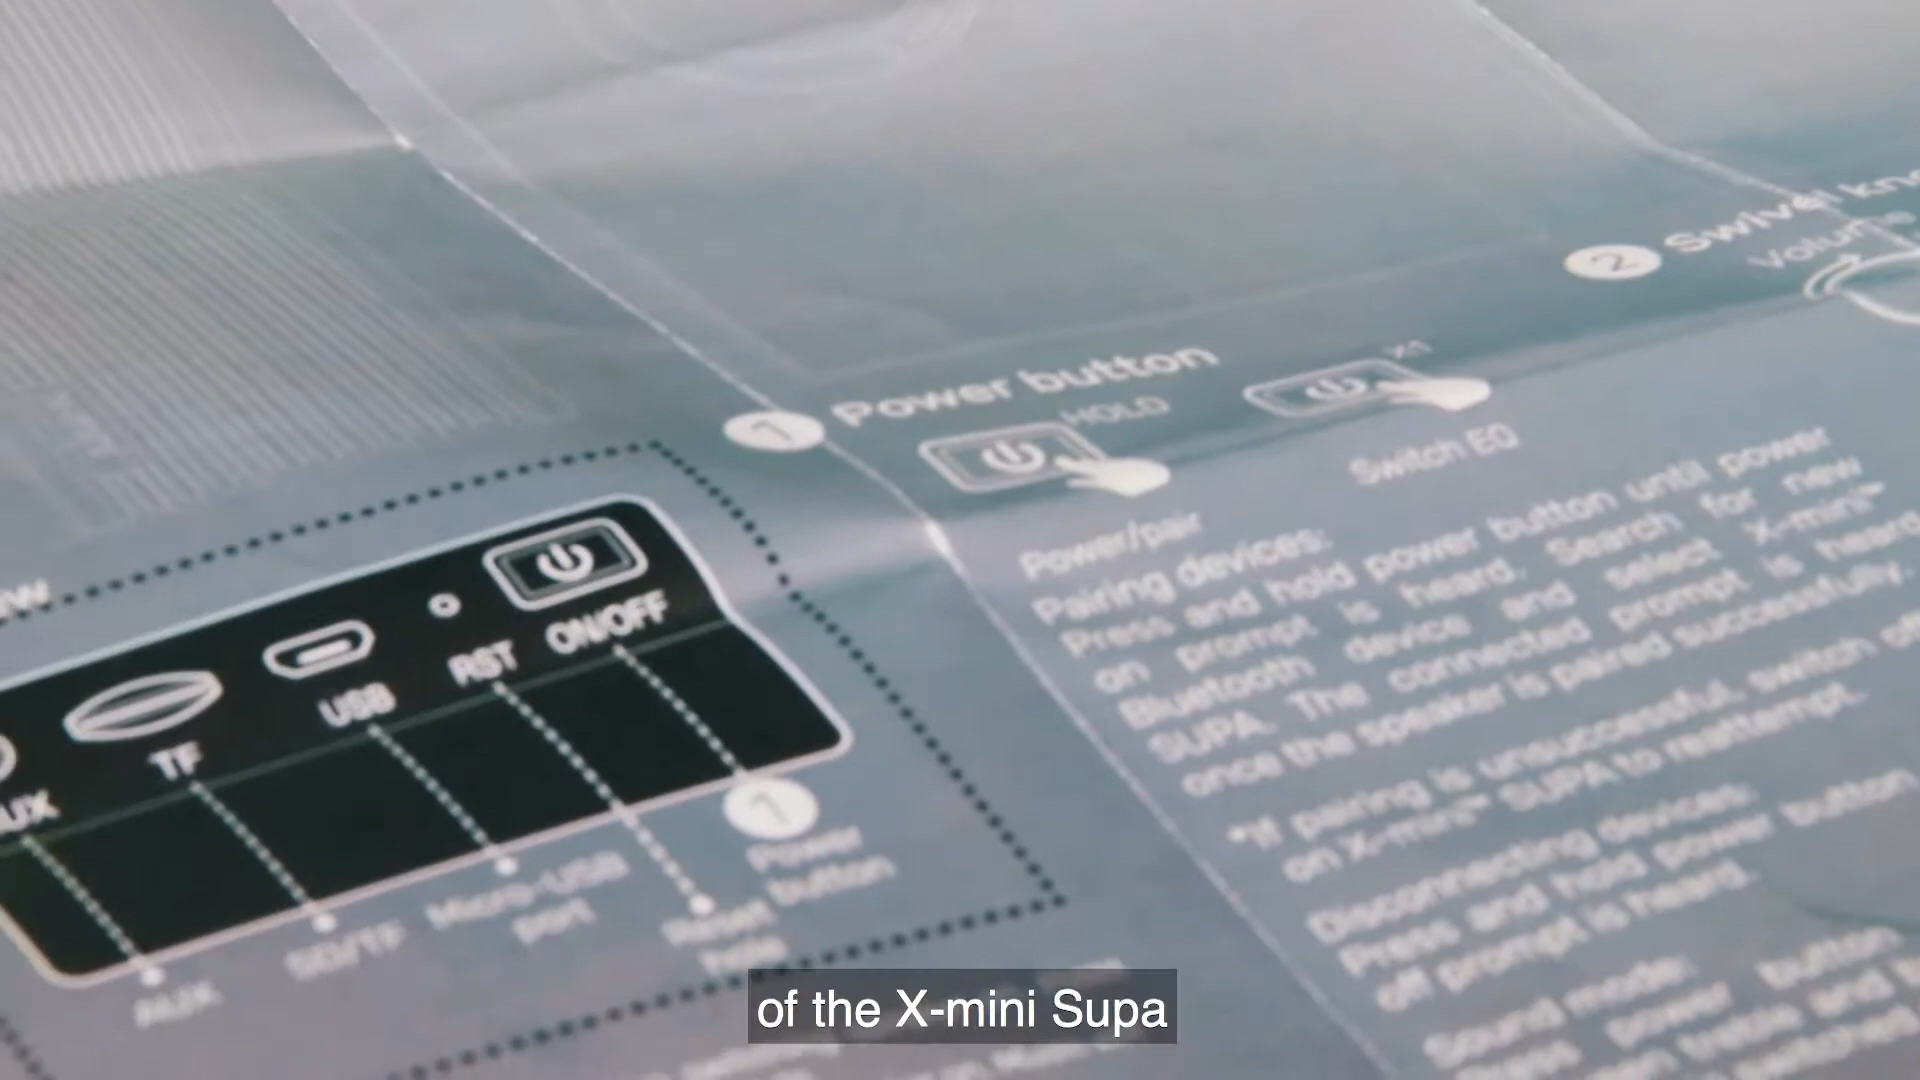 2 Swivel
Volume
1 Power button
HOLD
X1
Switch EQ
Power/pair
Pairing devices:
Press and hold power button until power
on prompt is heard. Search for new
Bluetooth device and select X-mini™
SUPA. The connected prompt is heard
once the speaker is paired successfully.
*If pairing is unsuccessful, switch
on X-mini™ SUPA to reattempt.
Disconnecting devices:
Press and hold power button
off prompt is heard.
Sound mode:
power button
ON/OFF
RST
USB
TF
1
Power
button
Reset
hole
Micro-USB
port
SD/TF
AUX
of the X-mini Supa